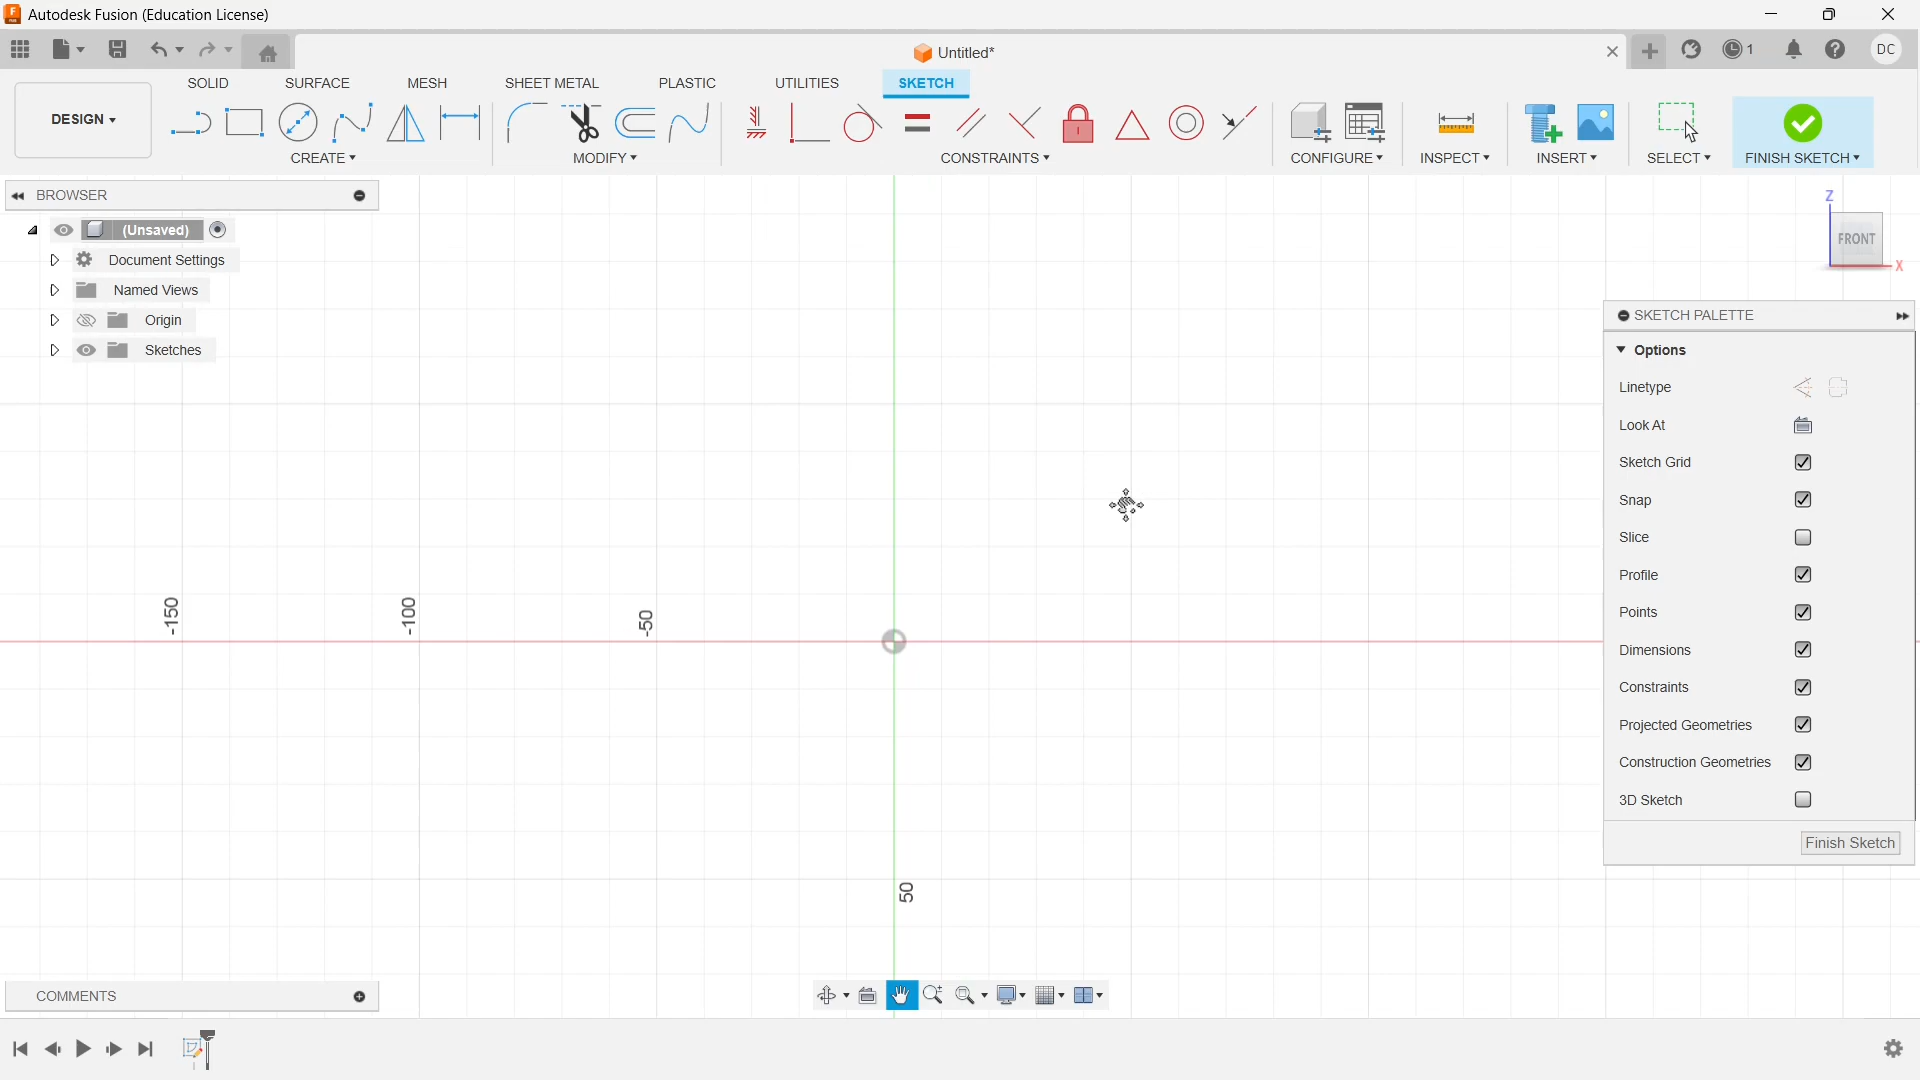 Autodesk Fusion (Education License)
Untitled*
1
DC
SOLID SURFACE MESH SHEET METAL PLASTIC UTILITIES SKETCH
DESIGN
CREATE MODIFY CONSTRAINTS CONFIGURE INSPECT INSERT SELECT FINISH SKETCH
BROWSER
(Unsaved)
Document Settings
Named Views
Origin
Sketches
Z
FRONT
X
SKETCH PALETTE
Options
Linetype
Look At
Sketch Grid
Snap
Slice
Profile
Points
Dimensions
Constraints
Projected Geometries
Construction Geometries
3D Sketch
Finish Sketch
-150
-100
-50
50
COMMENTS